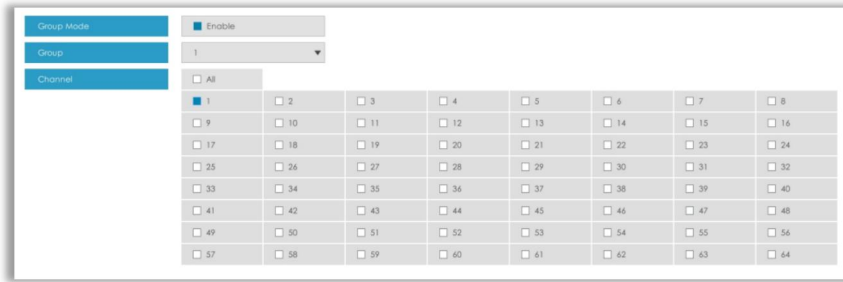 Group Mode Enable
Group 1
Channel All
1 2 3 4 5 6 7 8
9 10 11 12 13 14 15 16
17 18 19 20 21 22 23 24
25 26 27 28 29 30 31 32
33 34 35 36 37 38 39 40
41 42 43 44 45 46 47 48
49 50 51 52 53 54 55 56
57 58 59 60 61 62 63 64